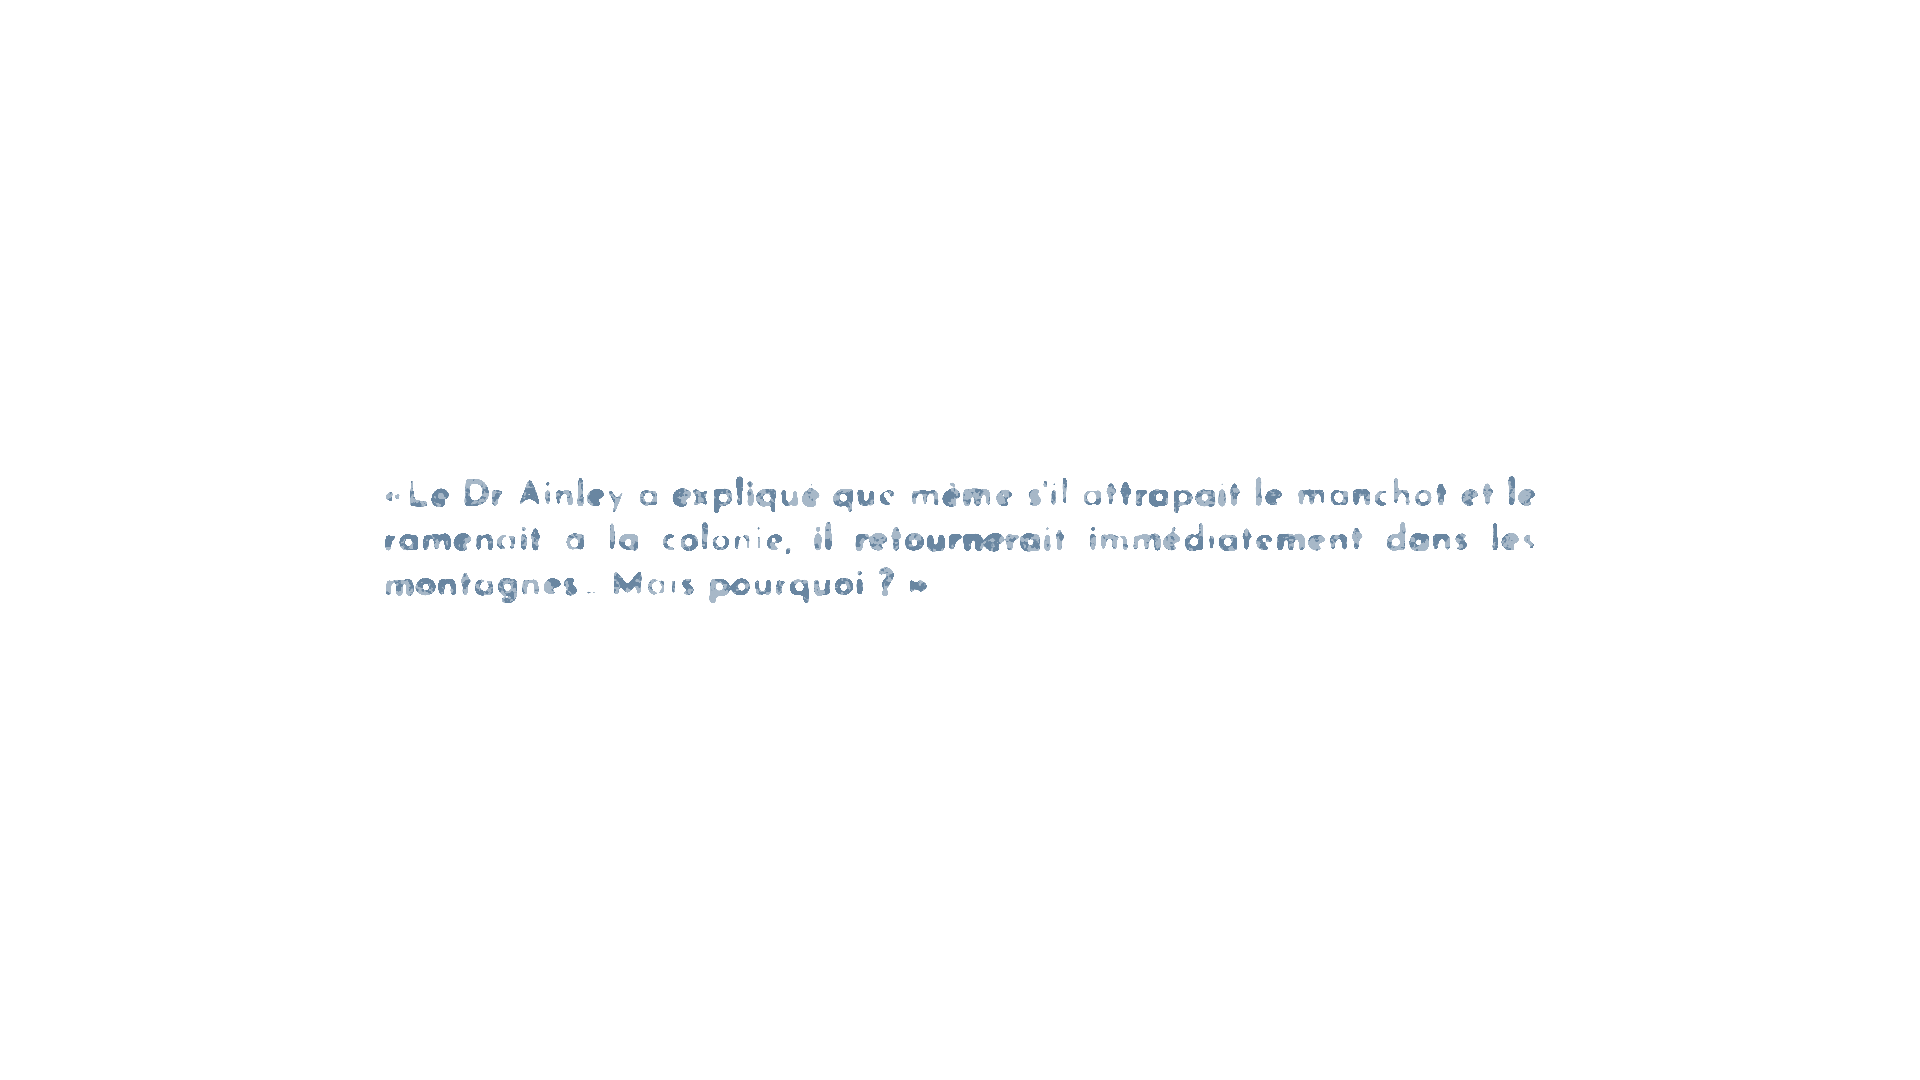 « Le Dr Ainley a expliqué que même s'il attrapait le manchot et le
ramenait à la colonie, il retournerait immédiatement dans les
montagnes... Mais pourquoi ? »